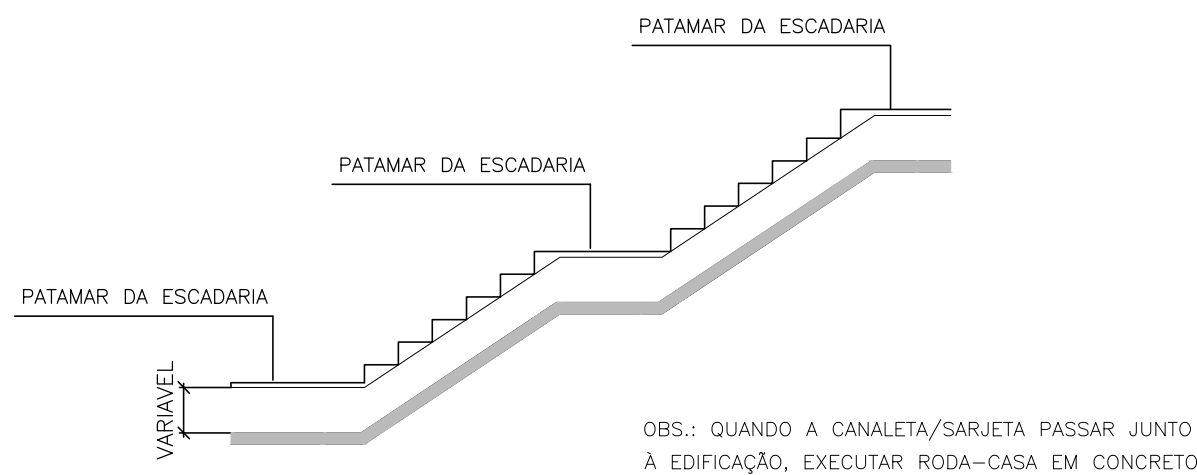 PATAMAR DA ESCADARIA
PATAMAR DA ESCADARIA
PATAMAR DA ESCADARIA
VARIAVEL
OBS.: QUANDO A CANALETA/SARJETA PASSAR JUNTO
À EDIFICAÇÃO, EXECUTAR RODA-CASA EM CONCRETO